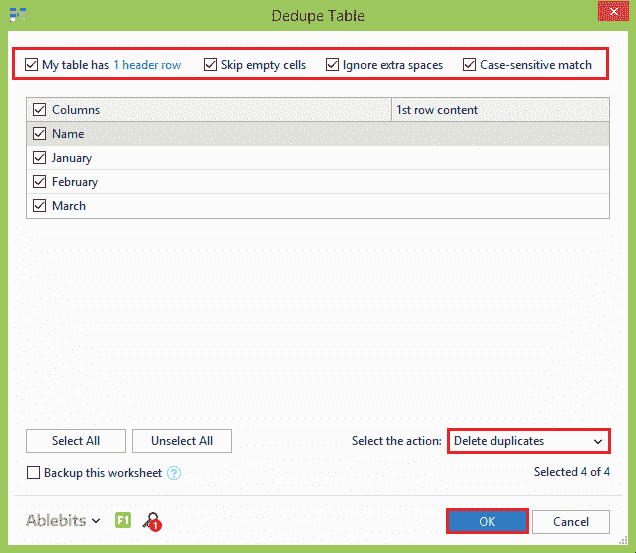 Dedupe Table
My table has 1 header row Skip empty cells Ignore extra spaces Case-sensitive match
Columns 1st row content
Name
January
February
March
Select All Unselect All Select the action: Delete duplicates
Backup this worksheet ? Selected 4 of 4
Ablebits F1 1 OK Cancel